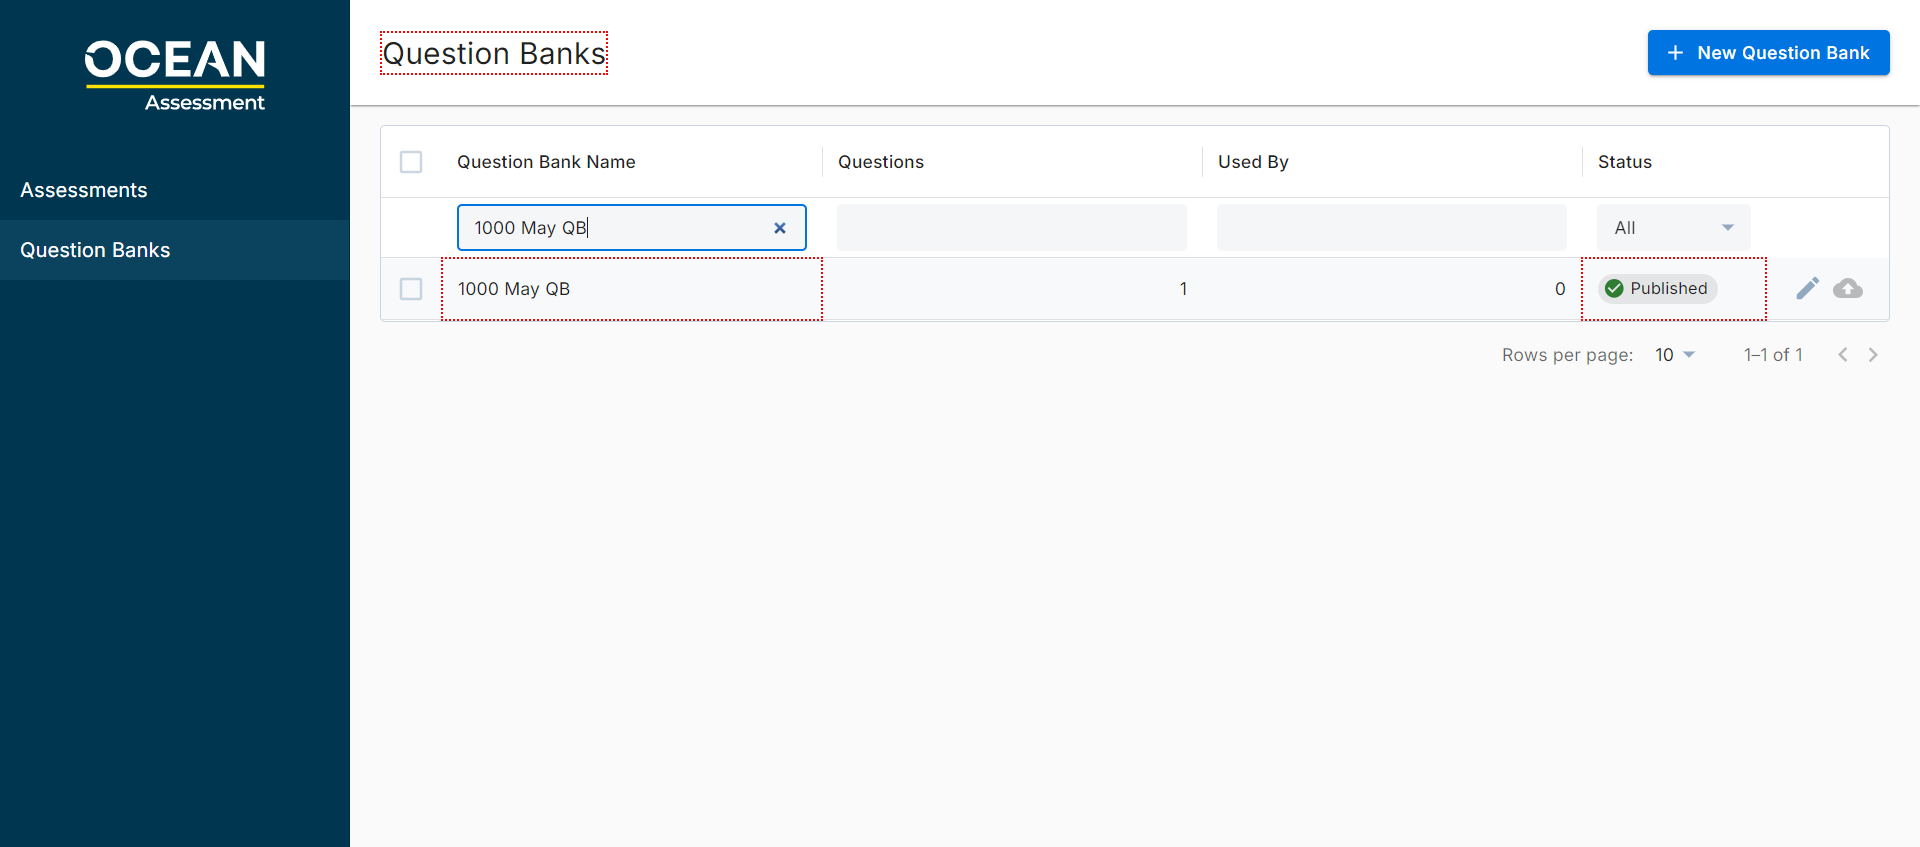 OCEAN
Assessment
Assessments
Question Banks
Question Banks
New Question Bank
Question Bank Name Questions Used By Status
1000 May QB All
1000 May QB 1 0 Published
Rows per page: 10 1–1 of 1